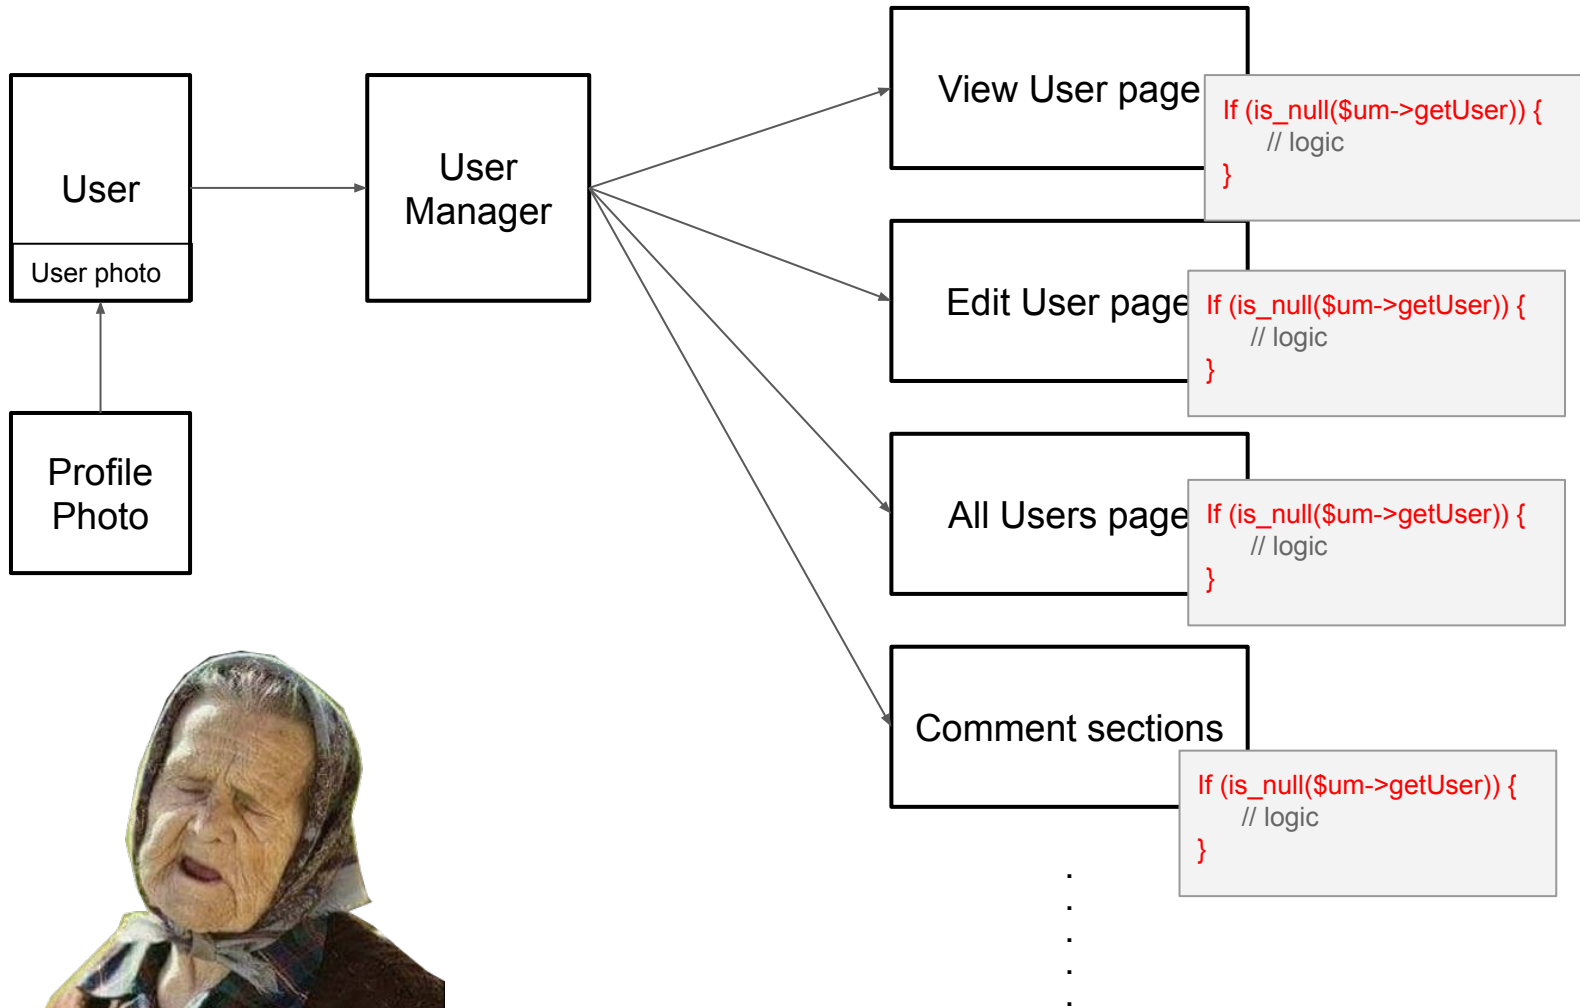 User
User photo
Profile
Photo
User
Manager
View User page
If (is_null($um->getUser)) {
// logic
}
Edit User page
If (is_null($um->getUser)) {
// logic
}
All Users page
If (is_null($um->getUser)) {
// logic
}
Comment sections
If (is_null($um->getUser)) {
// logic
}
.
.
.
.
.